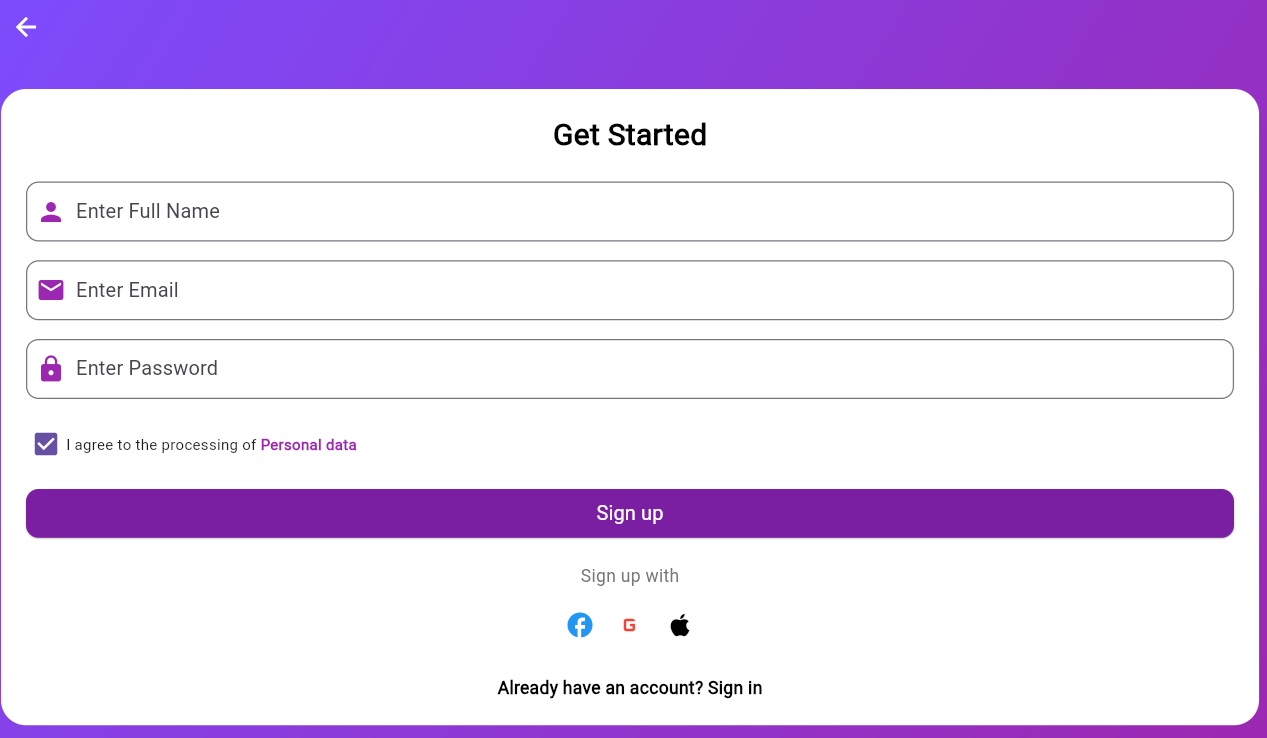 Get Started
Enter Full Name
Enter Email
Enter Password
I agree to the processing of Personal data
Sign up
Sign up with
G
Already have an account? Sign in